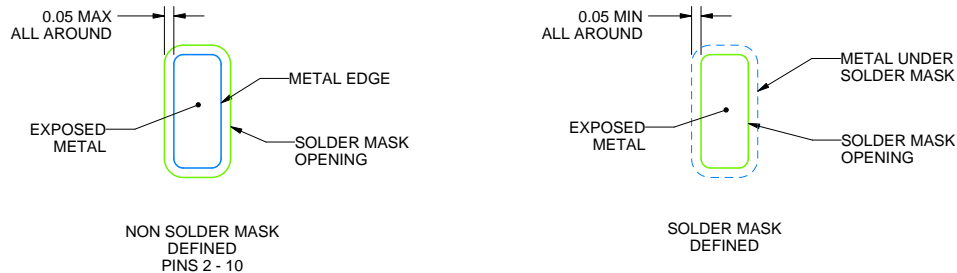 0.05 MAX
ALL AROUND
METAL EDGE
EXPOSED
METAL
SOLDER MASK
OPENING
NON SOLDER MASK
DEFINED
PINS 2 - 10
0.05 MIN
ALL AROUND
METAL UNDER
SOLDER MASK
EXPOSED
METAL
SOLDER MASK
OPENING
SOLDER MASK
DEFINED